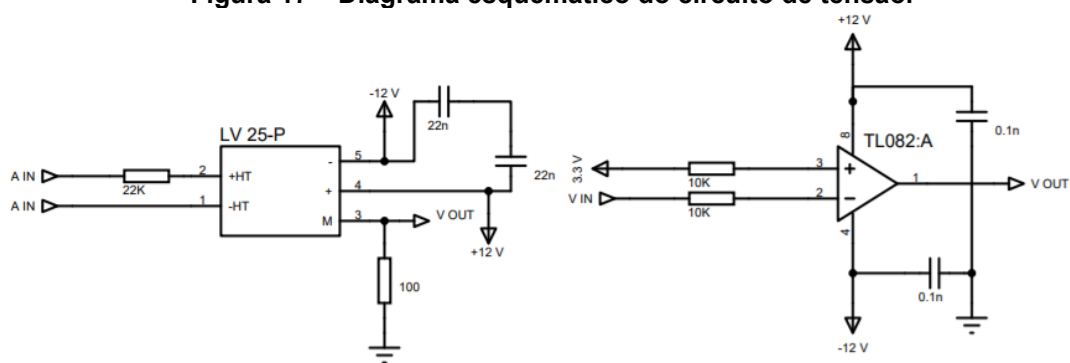 Figura 17 – Diagrama esquemático do circuito de tensão.
-12 V
22n
LV 25-P
5
-
22n
A IN
22K
2
+HT
+
4
A IN
1
-HT
M
3
V OUT
+12 V
100
+12 V
8
TL082:A
0.1n
3.3 V
10K
3
+
1
V OUT
V IN
10K
2
-
4
0.1n
-12 V